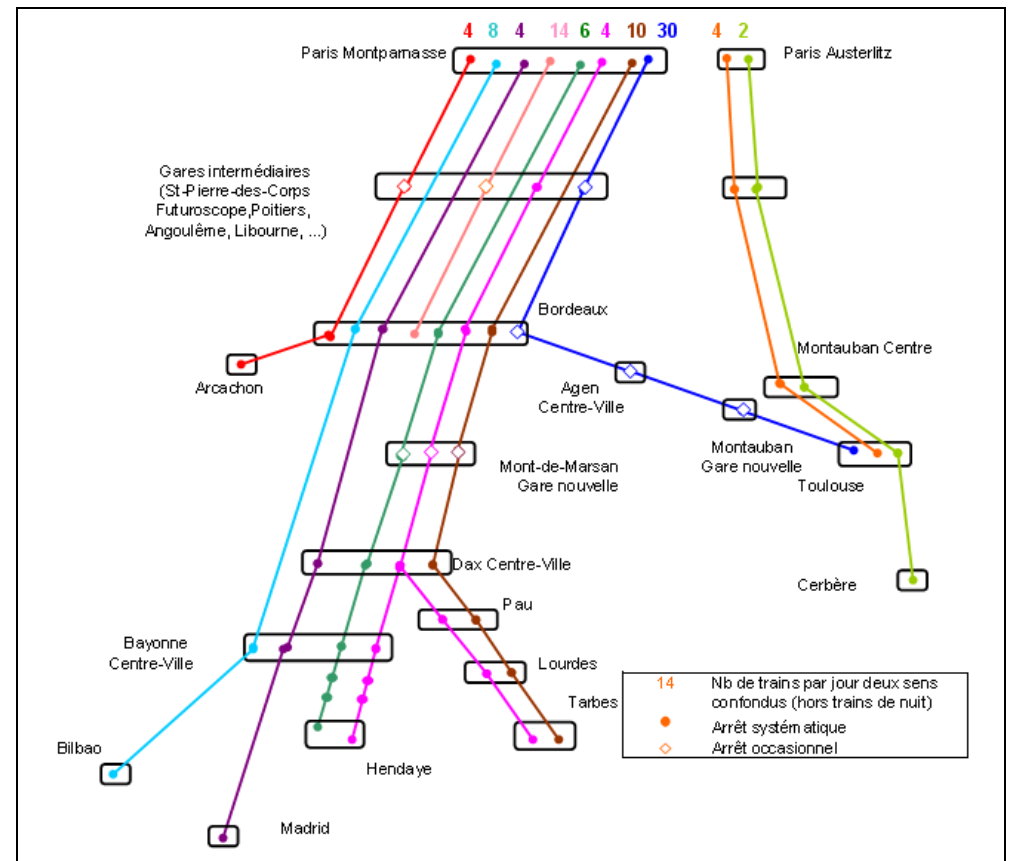 4 8 4 14 6 4 10 30 4 2
Paris Montparnasse
Paris Austerlitz
Gares intermédiaires
(St-Pierre-des-Corps
Futuroscope,Poitiers,
Angoulême, Libourne, ...)
Bordeaux
Montauban Centre
Arcachon
Agen
Centre-Ville
Montauban
Gare nouvelle
Mont-de-Marsan
Gare nouvelle
Toulouse
Dax Centre-Ville
Cerbère
Pau
Bayonne
Centre-Ville
Lourdes
Tarbes
14 Nb de trains par jour deux sens
confondus (hors trains de nuit)
Arrêt systématique
Arrêt occasionnel
Bilbao
Hendaye
Madrid